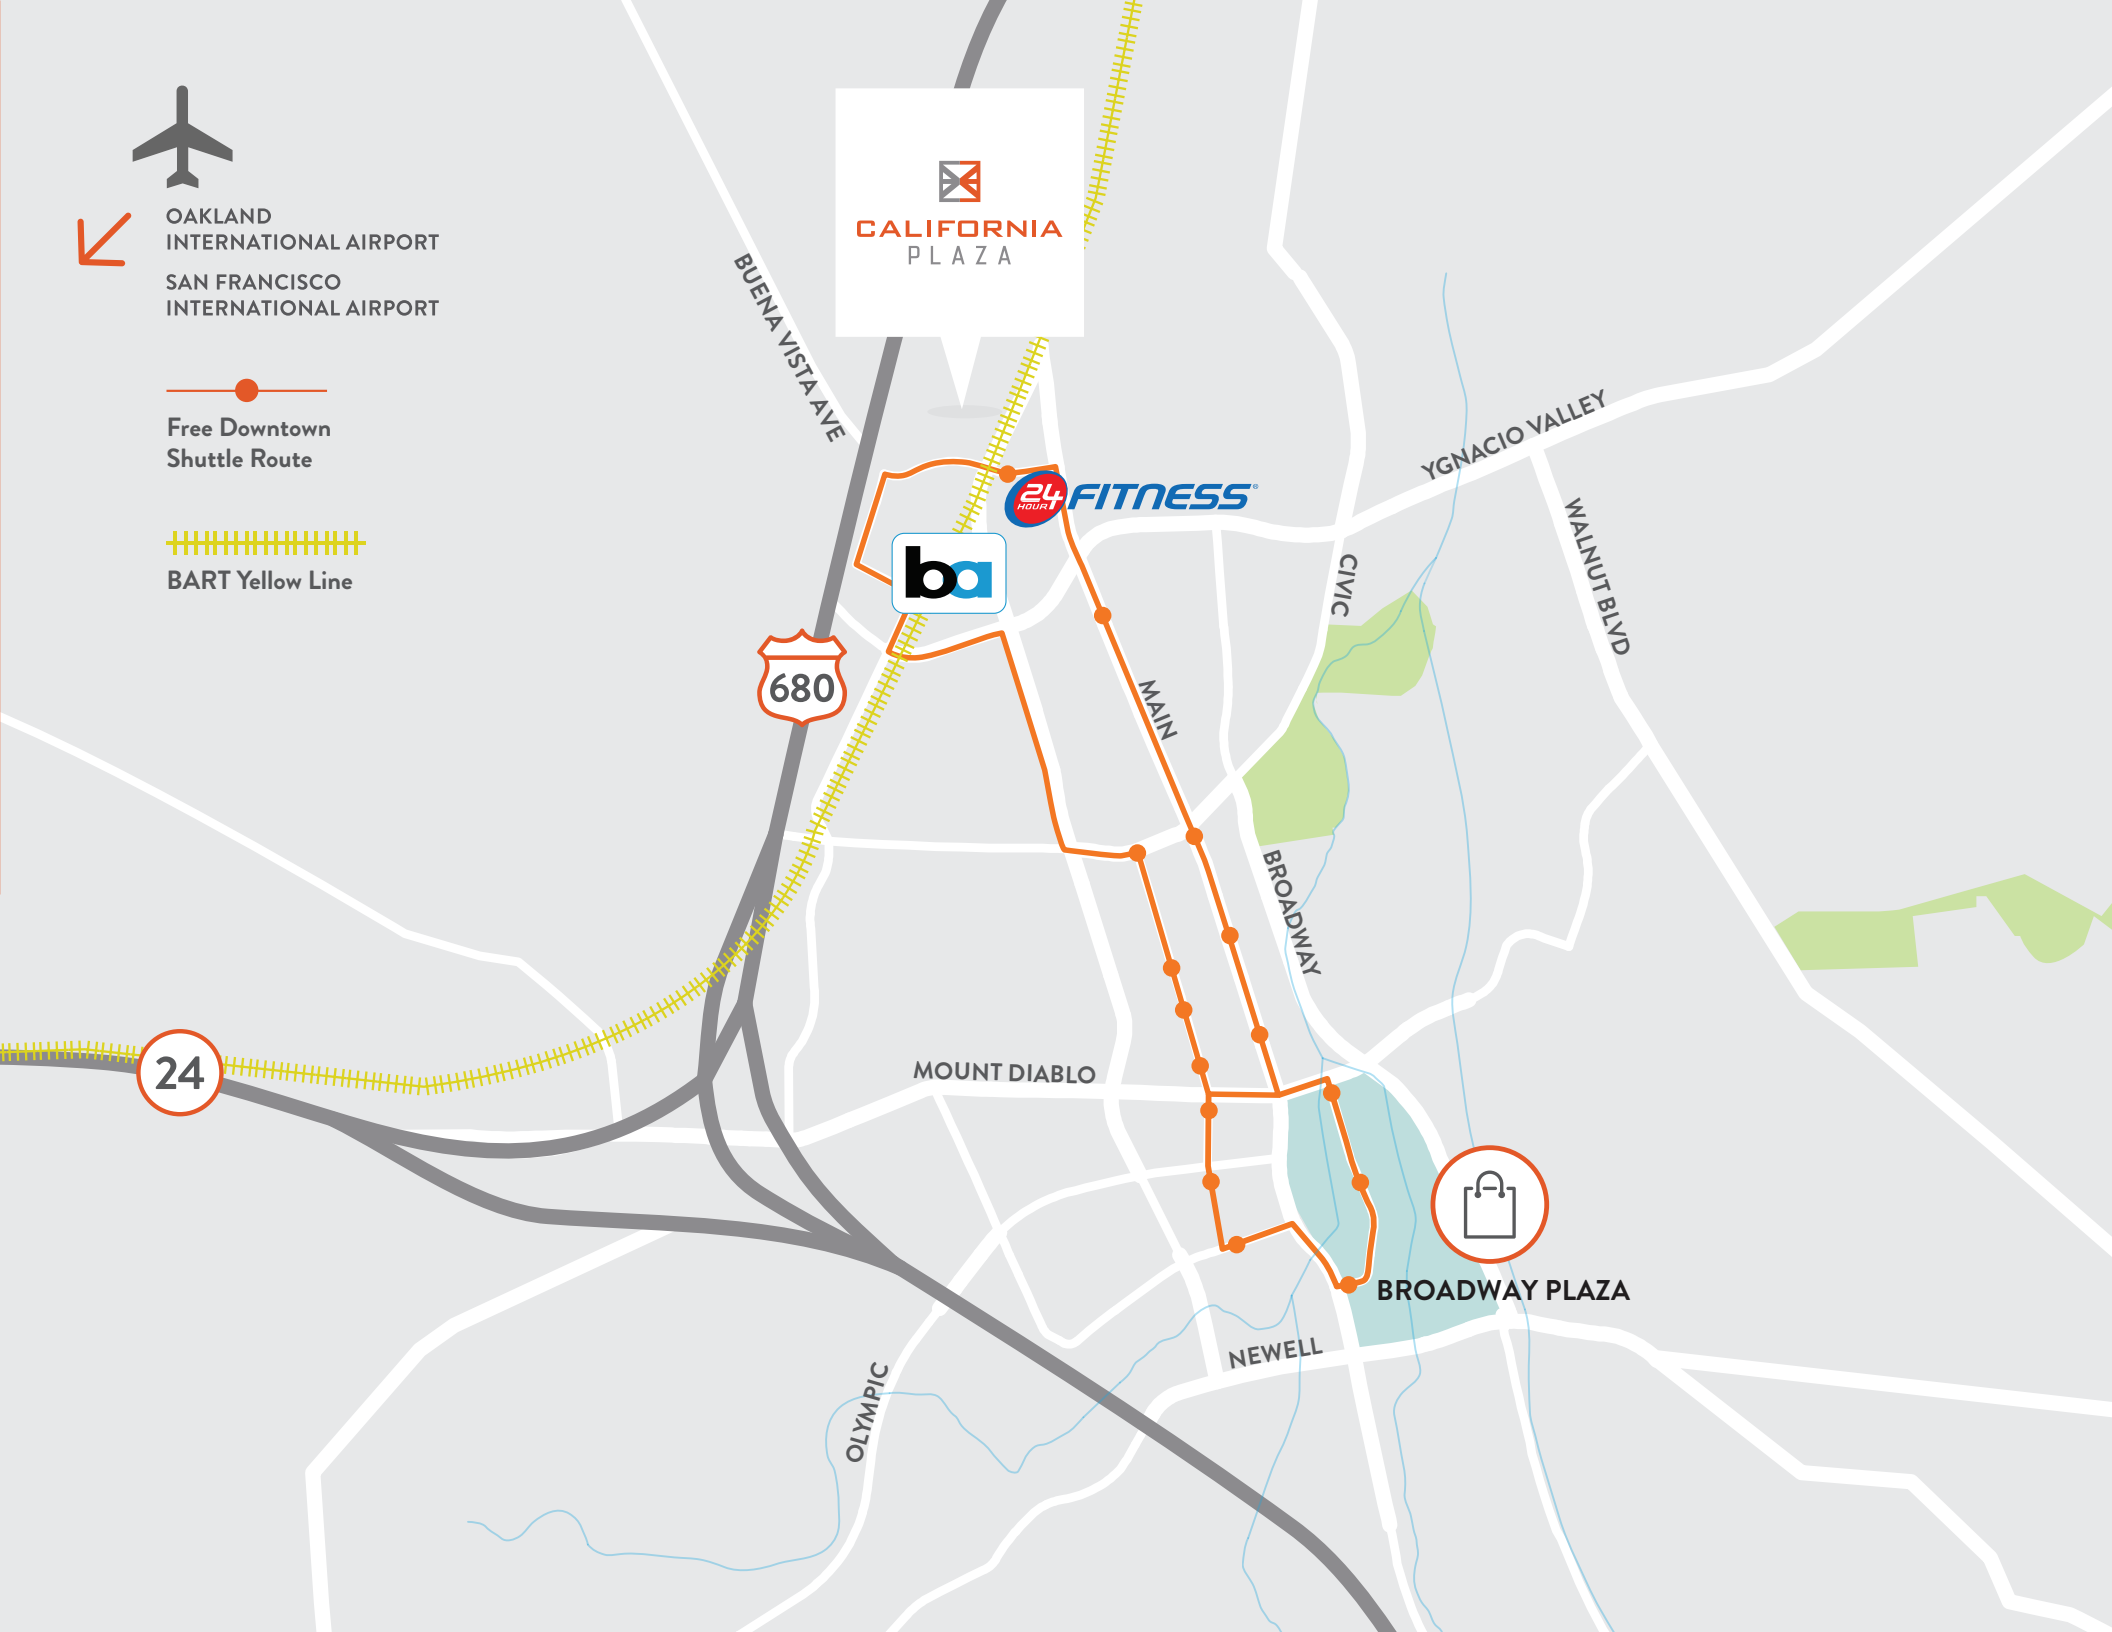 OAKLAND
INTERNATIONAL AIRPORT
SAN FRANCISCO
INTERNATIONAL AIRPORT
Free Downtown
Shuttle Route
BART Yellow Line
CALIFORNIA
PLAZA
BUENA VISTA AVE
YGNACIO VALLEY
24
HOUR
FITNESS®
WALNUT BLVD
CIVIC
ba
680
MAIN
BROADWAY
24
MOUNT DIABLO
BROADWAY PLAZA
NEWELL
OLYMPIC